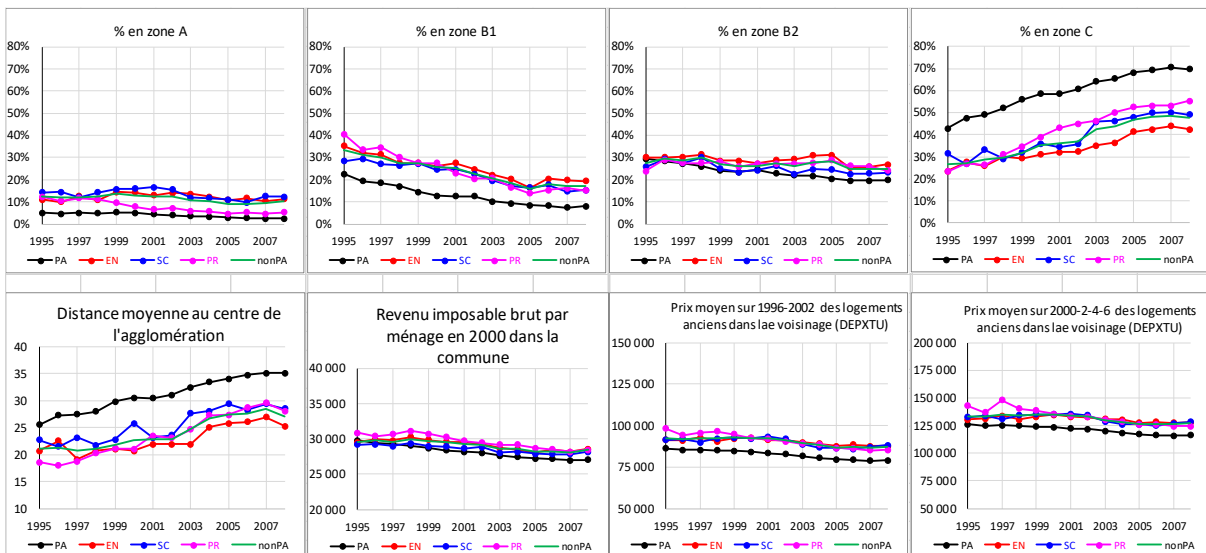 % en zone A
80%
70%
60%
50%
40%
30%
20%
10%
0%
1995 1997 1999 2001 2003 2005 2007
PA EN SC PR nonPA
% en zone B1
80%
70%
60%
50%
40%
30%
20%
10%
0%
1995 1997 1999 2001 2003 2005 2007
PA EN SC PR nonPA
% en zone B2
80%
70%
60%
50%
40%
30%
20%
10%
0%
1995 1997 1999 2001 2003 2005 2007
PA EN SC PR nonPA
% en zone C
80%
70%
60%
50%
40%
30%
20%
10%
0%
1995 1997 1999 2001 2003 2005 2007
PA EN SC PR nonPA
Distance moyenne au centre de
l'agglomération
40
35
30
25
20
15
10
1995 1997 1999 2001 2003 2005 2007
PA EN SC PR nonPA
Revenu imposable brut par
ménage en 2000 dans la
commune
40 000
35 000
30 000
25 000
20 000
1995 1997 1999 2001 2003 2005 2007
PA EN SC PR nonPA
Prix moyen sur 1996-2002 des logements
anciens dans lae voisinage (DEPXTU)
150 000
125 000
100 000
75 000
50 000
1995 1997 1999 2001 2003 2005 2007
PA EN SC PR nonPA
Prix moyen sur 2000-2-4-6 des logements
anciens dans lae voisinage (DEPXTU)
200 000
175 000
150 000
125 000
100 000
75 000
50 000
1995 1997 1999 2001 2003 2005 2007
PA EN SC PR nonPA